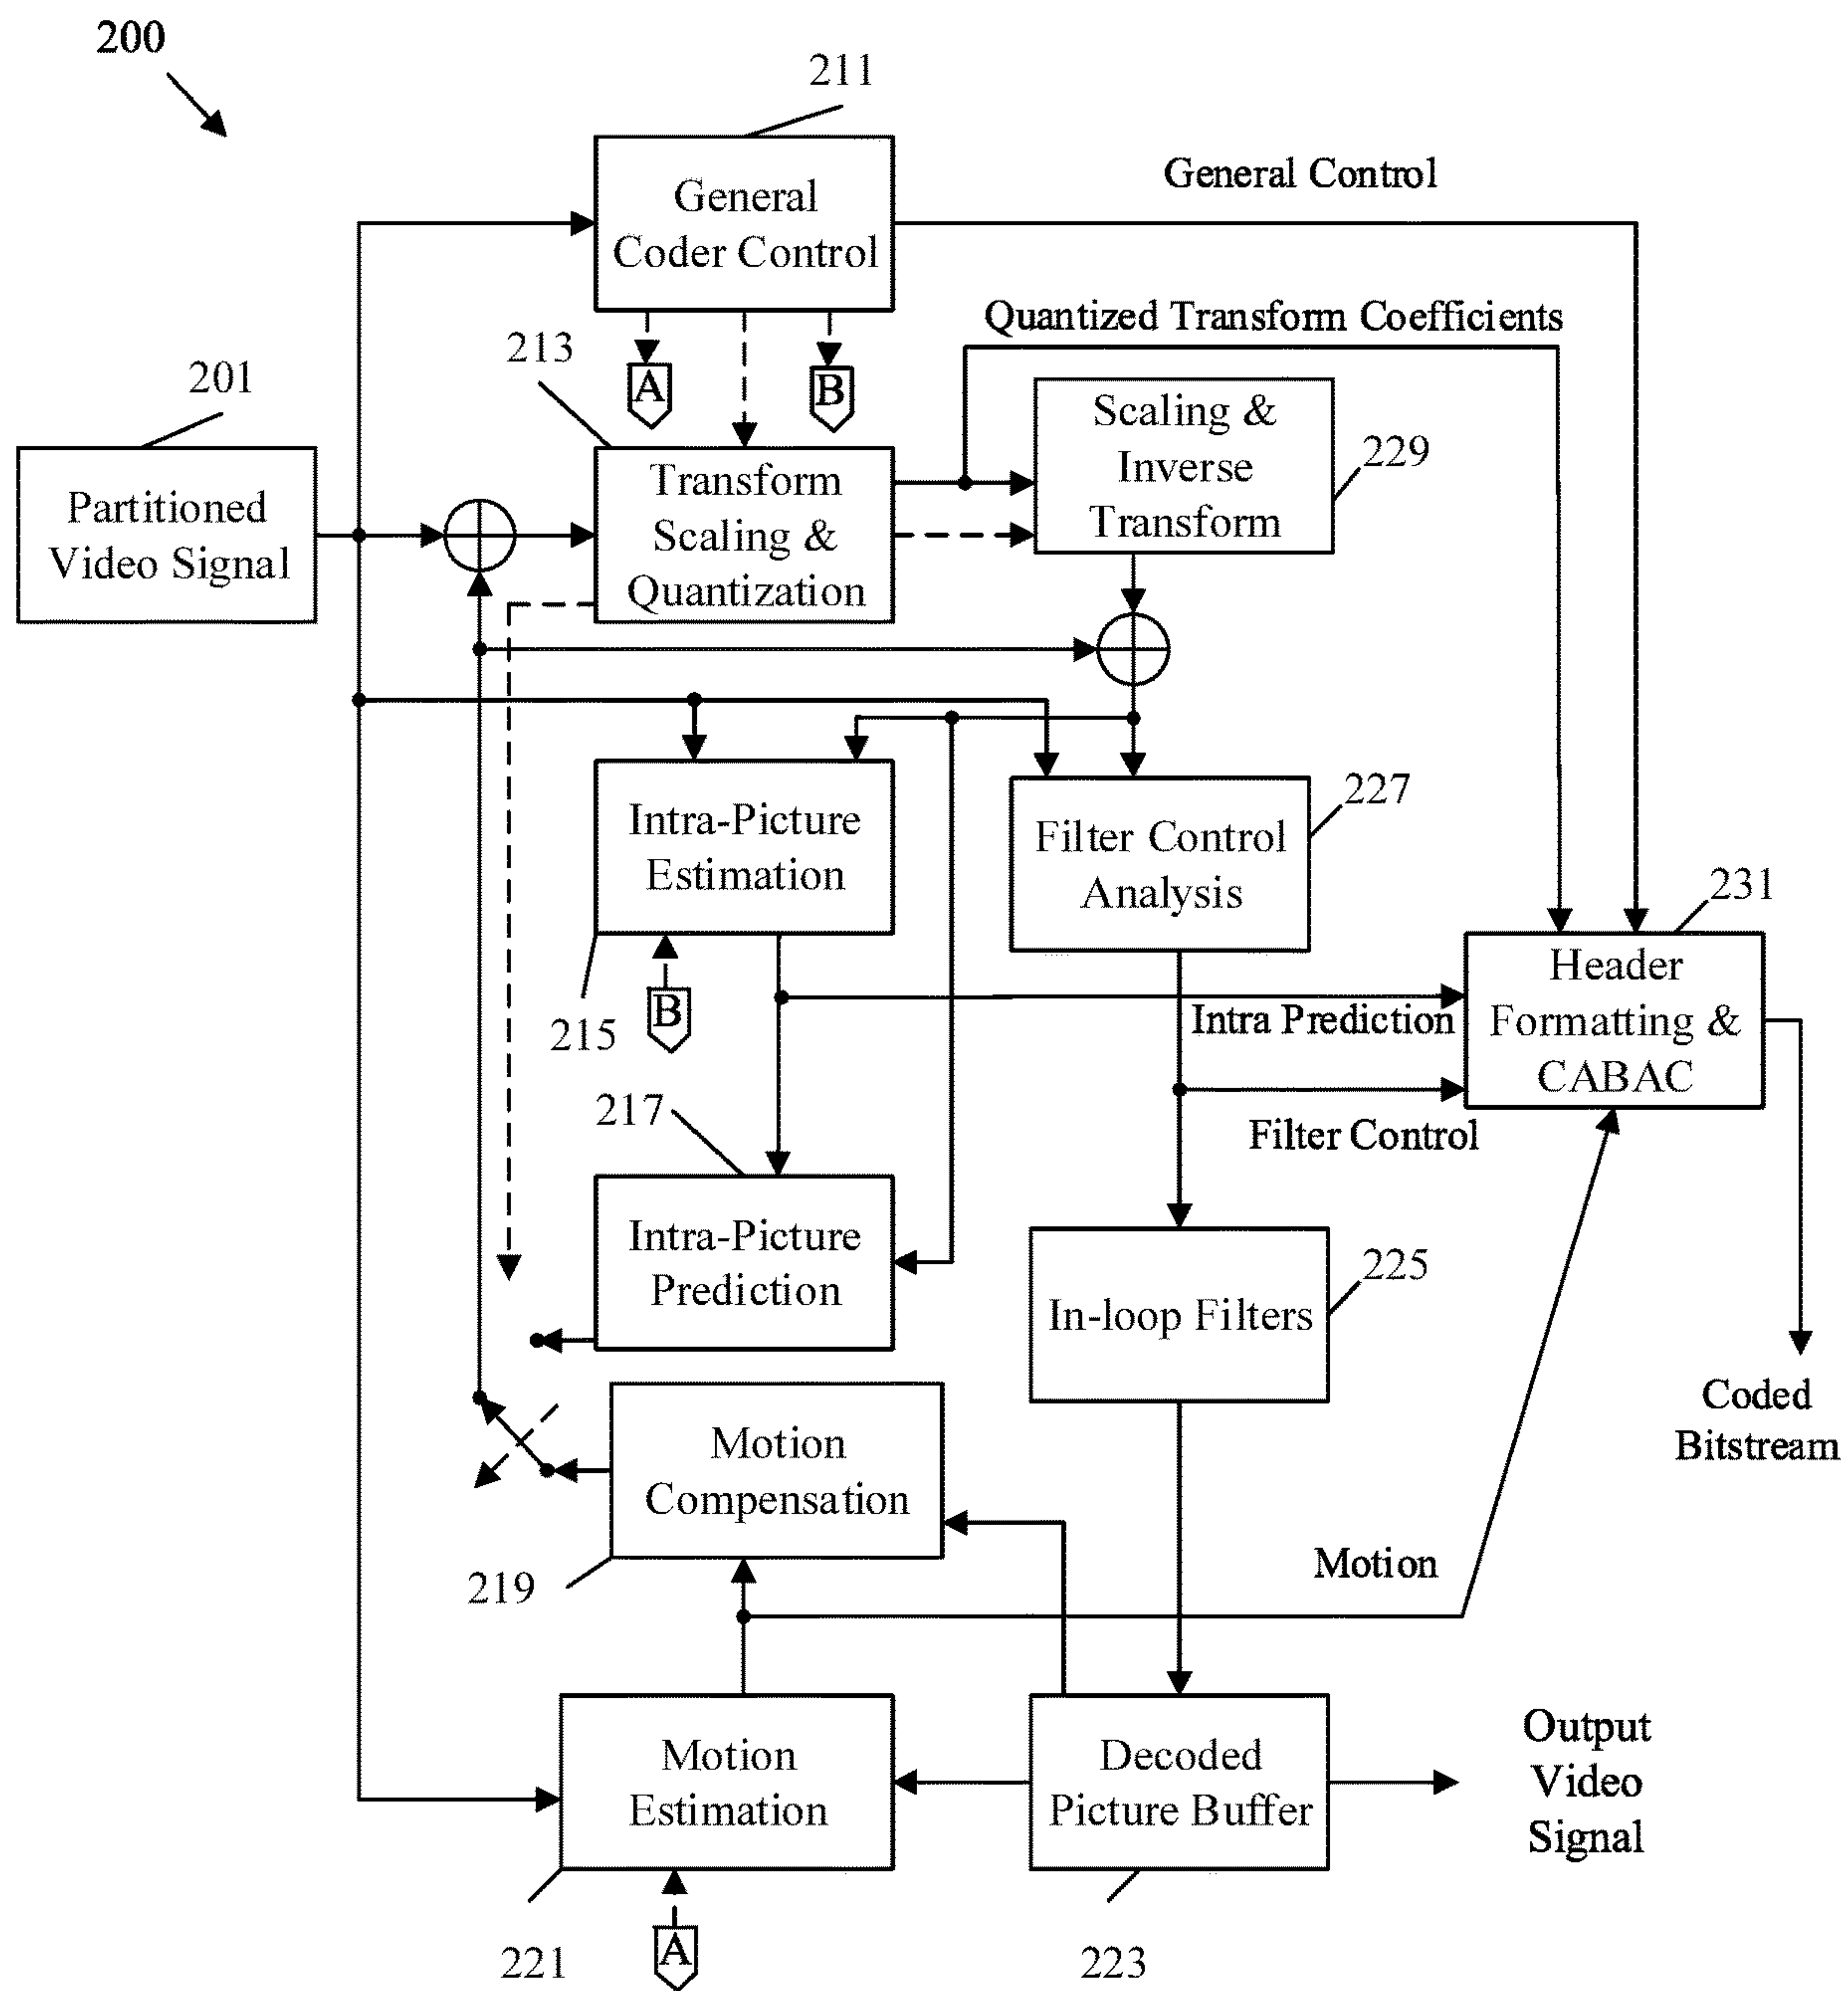 200
211
General
Coder Control
General Control
Quantized Transform Coefficients
A
B
213
201
Partitioned
Video Signal
Transform
Scaling &
Quantization
Scaling &
Inverse
Transform
229
Intra-Picture
Estimation
215
B
Filter Control
Analysis
227
231
Header
Formatting &
CABAC
Intra Prediction
Filter Control
217
Intra-Picture
Prediction
In-loop Filters
225
Coded
Bitstream
Motion
Compensation
219
Motion
Motion
Estimation
221
A
Decoded
Picture Buffer
223
Output
Video
Signal